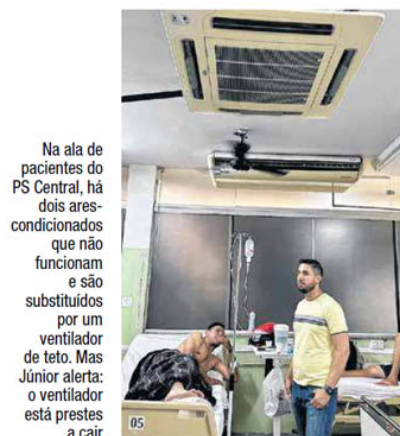 Na ala de
pacientes do
PS Central, há
dois ares-
condicionados
que não
funcionam
e são
substituídos
por um
ventilador
de teto. Mas
Júnior alerta:
o ventilador
está prestes
a cair
05